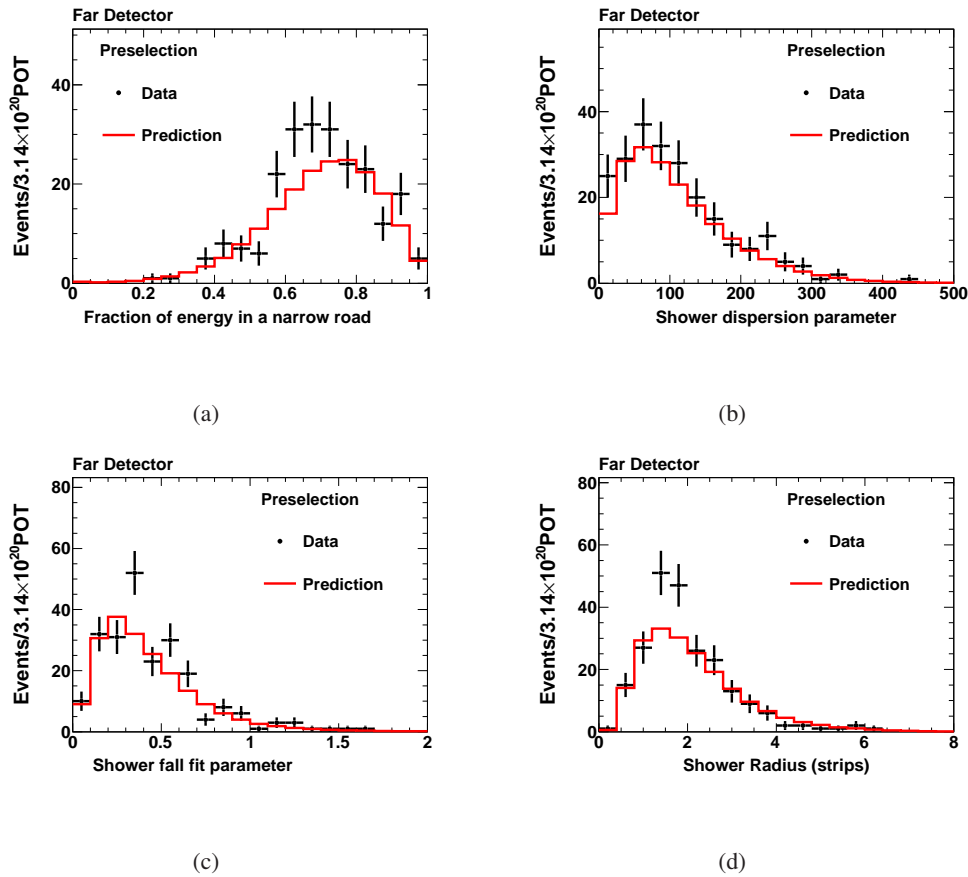 Far Detector
Preselection
Data
Prediction
Events/3.14×10²⁰POT
0
20
40
0 0.2 0.4 0.6 0.8 1
Fraction of energy in a narrow road
(a)
Far Detector
Preselection
Data
Prediction
Events/3.14×10²⁰POT
0
20
40
0 100 200 300 400 500
Shower dispersion parameter
(b)
Far Detector
Preselection
Data
Prediction
Events/3.14×10²⁰POT
0
20
40
60
80
0 0.5 1 1.5 2
Shower fall fit parameter
(c)
Far Detector
Preselection
Data
Prediction
Events/3.14×10²⁰POT
0
20
40
60
80
0 2 4 6 8
Shower Radius (strips)
(d)